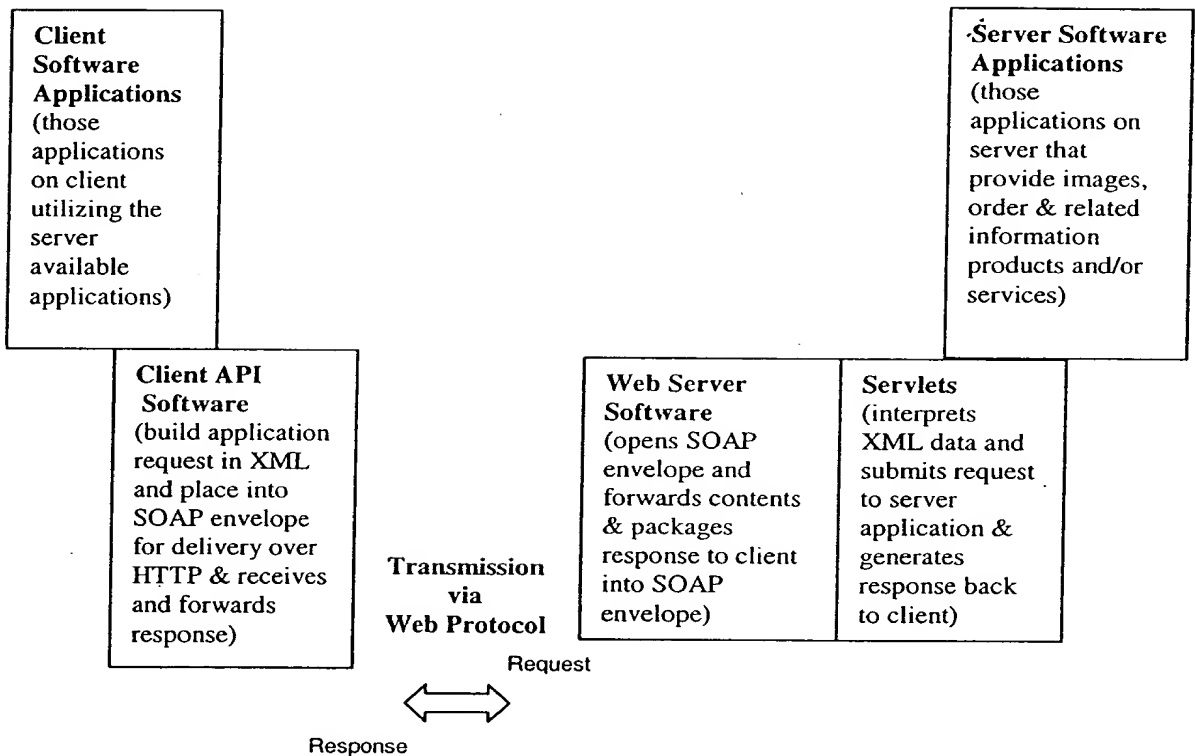 Client
Software
Applications
(those
applications
on client
utilizing the
server
available
applications)
Server Software
Applications
(those
applications on
server that
provide images,
order & related
information
products and/or
services)
Client API
Software
(build application
request in XML
and place into
SOAP envelope
for delivery over
HTTP & receives
and forwards
response)
Transmission
via
Web Protocol
Web Server
Software
(opens SOAP
envelope and
forwards contents
& packages
response to client
into SOAP
envelope)
Servlets
(interprets
XML data and
submits request
to server
application &
generates
response back
to client)
Request
Response